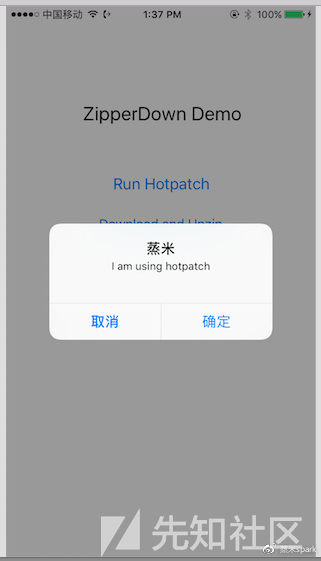 中国移动 1:37 PM 100%
ZipperDown Demo
Run Hotpatch
Download and Unzip
蒸米
I am using hotpatch
取消 确定
先知社区
蒸米spark